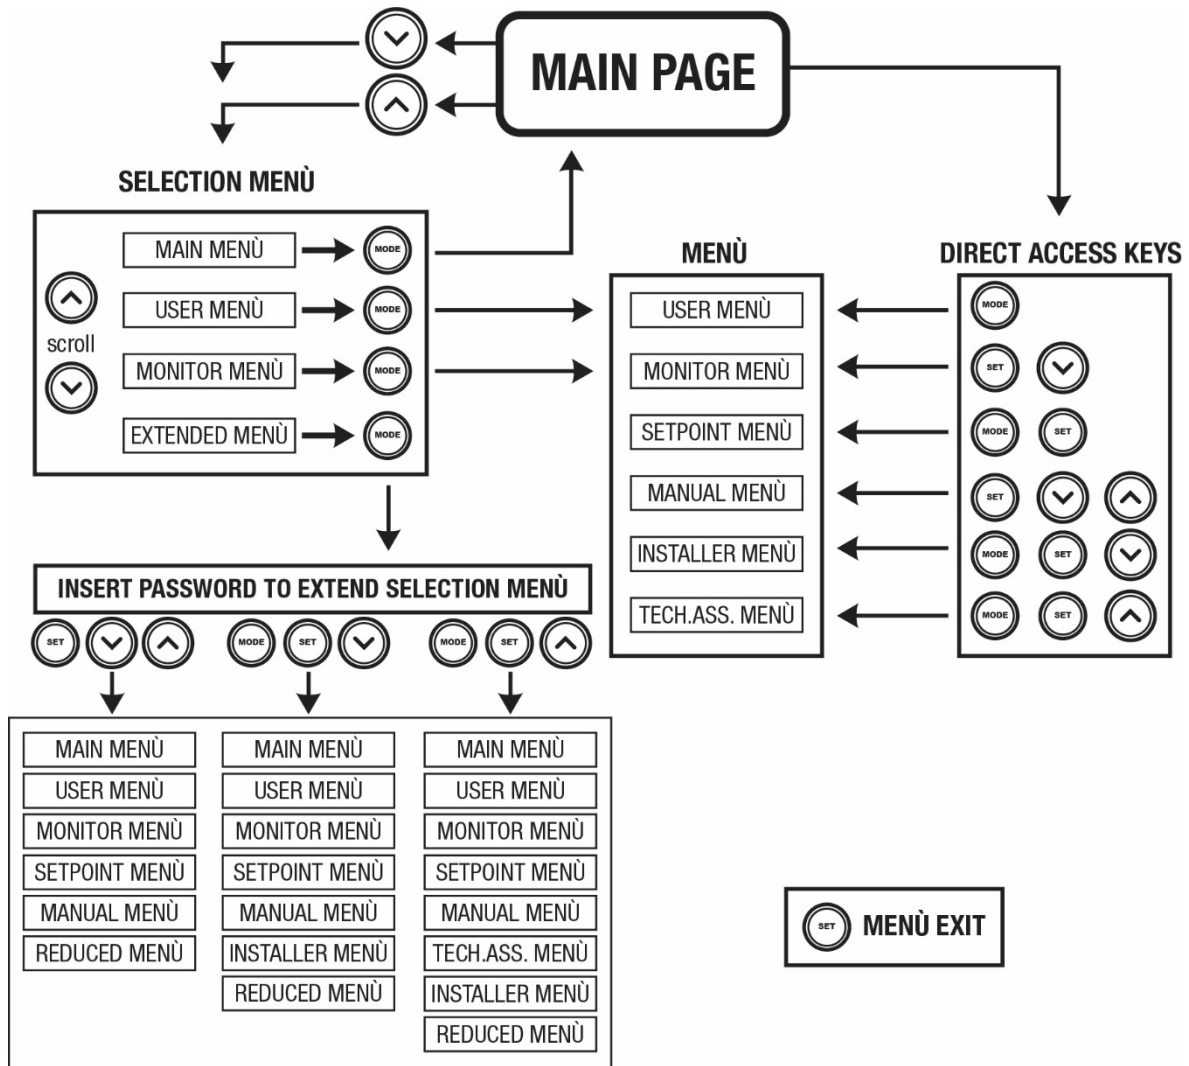 MAIN PAGE
SELECTION MENÙ
MAIN MENÙ MODE
USER MENÙ MODE
scroll
MONITOR MENÙ MODE
EXTENDED MENÙ MODE
MENÙ
USER MENÙ
MONITOR MENÙ
SETPOINT MENÙ
MANUAL MENÙ
INSTALLER MENÙ
TECH.ASS. MENÙ
DIRECT ACCESS KEYS
MODE
SET
MODE SET
SET
MODE SET
MODE SET
INSERT PASSWORD TO EXTEND SELECTION MENÙ
SET
MODE SET
MODE SET
MAIN MENÙ
USER MENÙ
MONITOR MENÙ
SETPOINT MENÙ
MANUAL MENÙ
REDUCED MENÙ
MAIN MENÙ
USER MENÙ
MONITOR MENÙ
SETPOINT MENÙ
MANUAL MENÙ
INSTALLER MENÙ
REDUCED MENÙ
MAIN MENÙ
USER MENÙ
MONITOR MENÙ
SETPOINT MENÙ
MANUAL MENÙ
TECH.ASS. MENÙ
INSTALLER MENÙ
REDUCED MENÙ
SET MENÙ EXIT